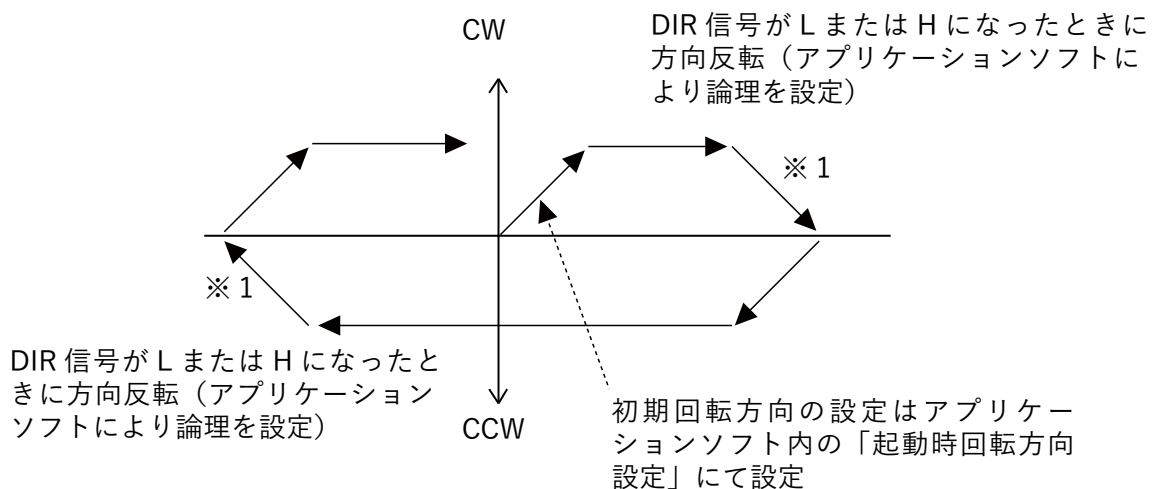 CW
DIR 信号が L または H になったときに
方向反転（アプリケーションソフトに
より論理を設定）
※ 1
※ 1
DIR 信号が L または H になったと
きに方向反転（アプリケーション
ソフトにより論理を設定）
CCW
初期回転方向の設定はアプリケー
ションソフト内の「起動時回転方向
設定」にて設定